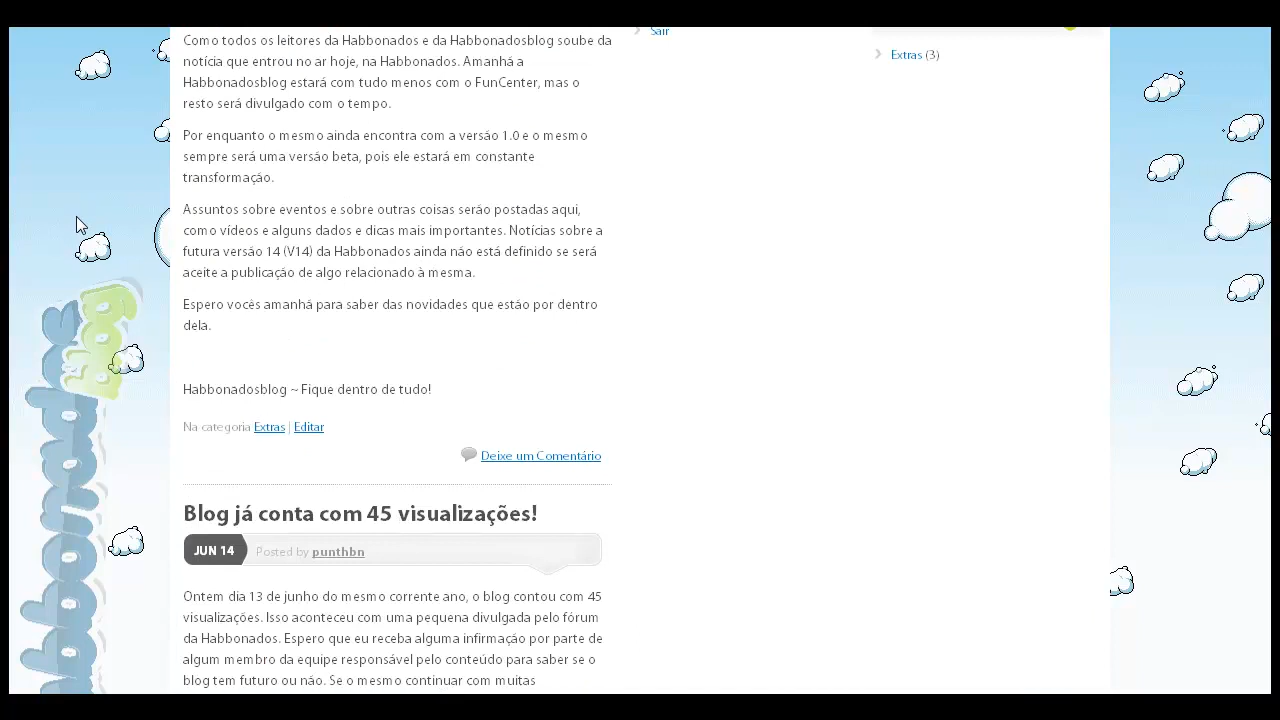 Como todos os leitores da Habbonados e da Habbonadosblog soube da
notícia que entrou no ar hoje, na Habbonados. Amanhã a
Habbonadosblog estará com tudo menos com o FunCenter, mas o
resto será divulgado com o tempo.
Por enquanto o mesmo ainda encontra com a versão 1.0 e o mesmo
sempre será uma versão beta, pois ele estará em constante
transformação.
Assuntos sobre eventos e sobre outras coisas serão postadas aqui,
como vídeos e alguns dados e dicas mais importantes. Notícias sobre a
futura versão 14 (V14) da Habbonados ainda não está definido se será
aceite a publicação de algo relacionado à mesma.
Espero vocês amanhã para saber das novidades que estão por dentro
dela.
Habbonadosblog ~ Fique dentro de tudo!
Na categoria Extras | Editar
Deixe um Comentário
Blog já conta com 45 visualizações!
JUN 14 Posted by punthbn
Ontem dia 13 de junho do mesmo corrente ano, o blog contou com 45
visualizações. Isso aconteceu com uma pequena divulgada pelo fórum
da Habbonados. Espero que eu receba alguma infirmação por parte de
algum membro da equipe responsável pelo conteúdo para saber se o
blog tem futuro ou não. Se o mesmo continuar com muitas
Sair
Extras (3)
blog